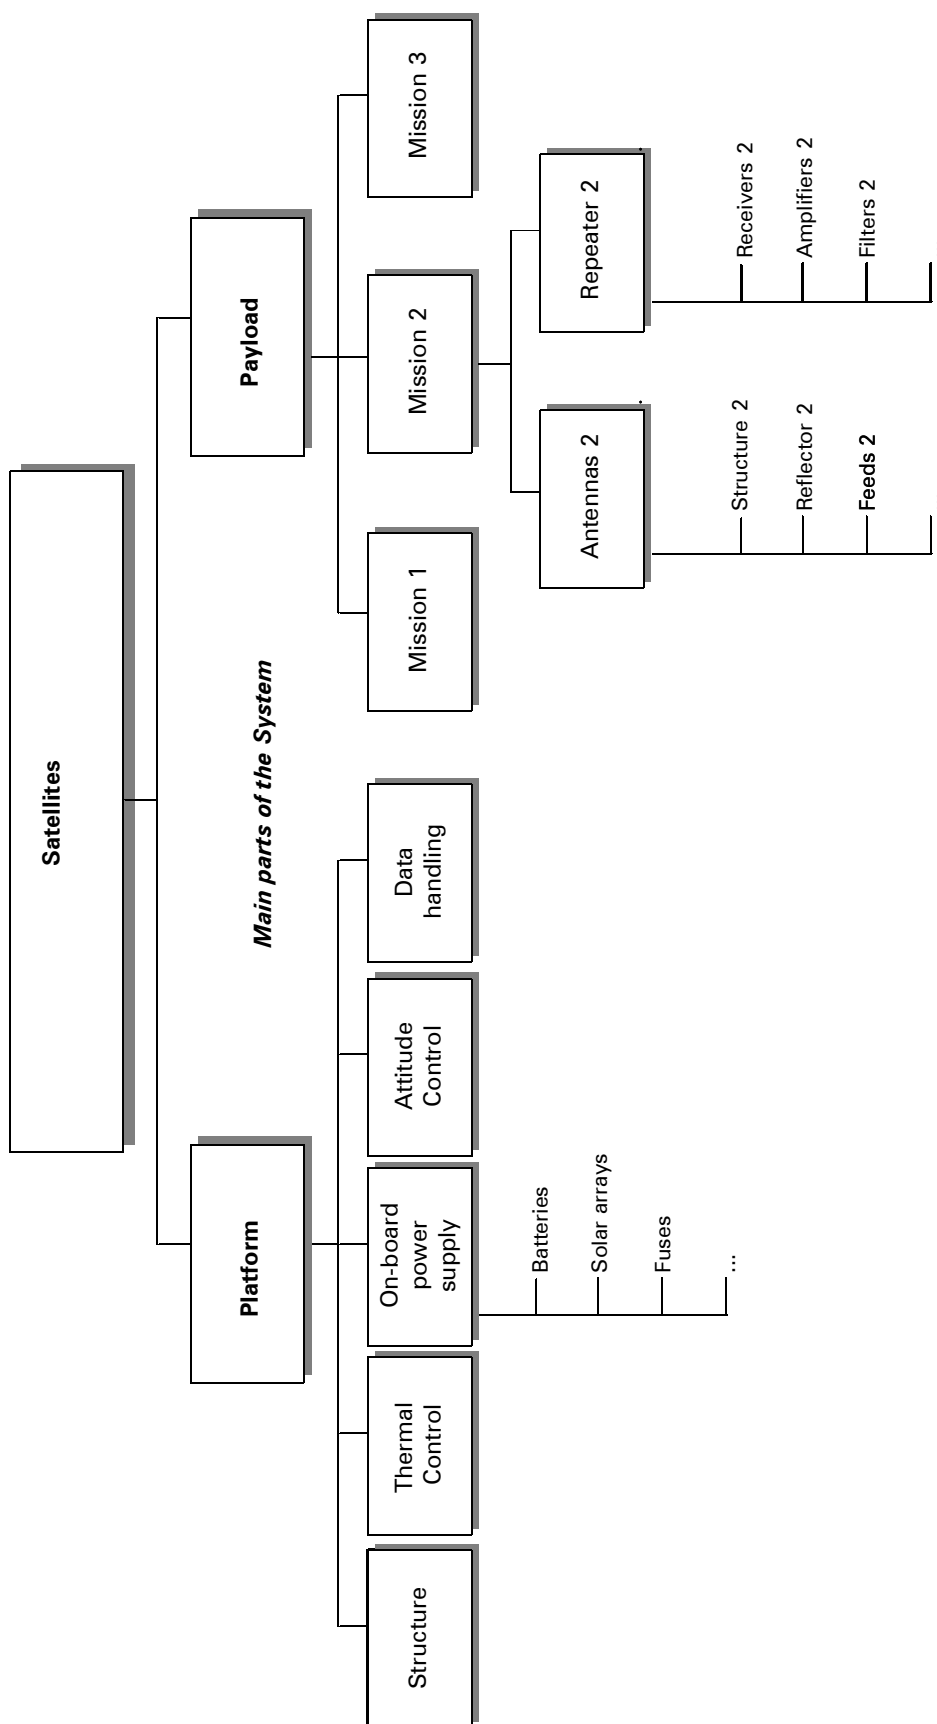 Satellites
Platform
Payload
Main parts of the System
Structure
Thermal
Control
On-board
power
supply
Attitude
Control
Data
handling
Mission 1
Mission 2
Mission 3
Batteries
Solar arrays
Fuses
...
Antennas 2
Repeater 2
Structure 2
Reflector 2
Feeds 2
Receivers 2
Amplifiers 2
Filters 2